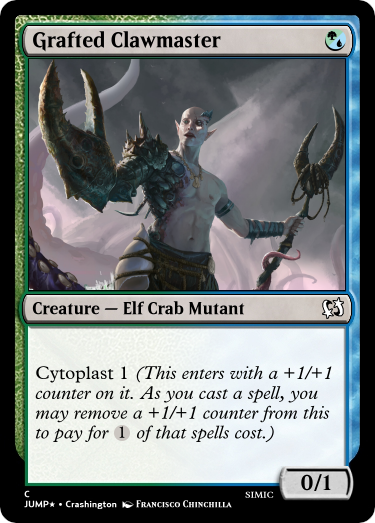 Grafted Clawmaster
Creature — Elf Crab Mutant
Cytoplast 1 (This enters with a +1/+1
counter on it. As you cast a spell, you
may remove a +1/+1 counter from this
to pay for 1 of that spells cost.)
0/1
C
SIMIC
JUMP★ • Crashington Francisco Chinchilla